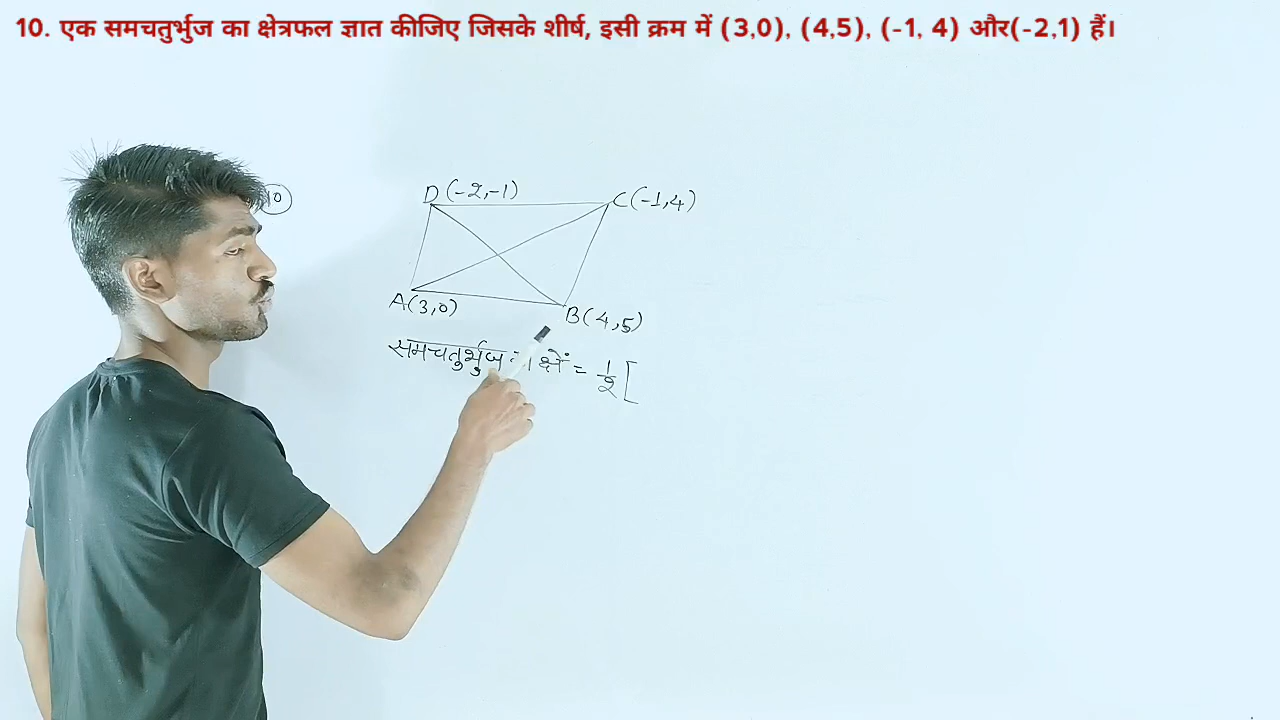 10. एक समचतुर्भुज का क्षेत्रफल ज्ञात कीजिए जिसके शीर्ष, इसी क्रम में (3,0), (4,5), (-1, 4) और(-2,1) हैं।
10
D(-2,-1) C(-1,4)
A(3,0) B(4,5)
समचतुर्भुज क्षें = 1/2 [